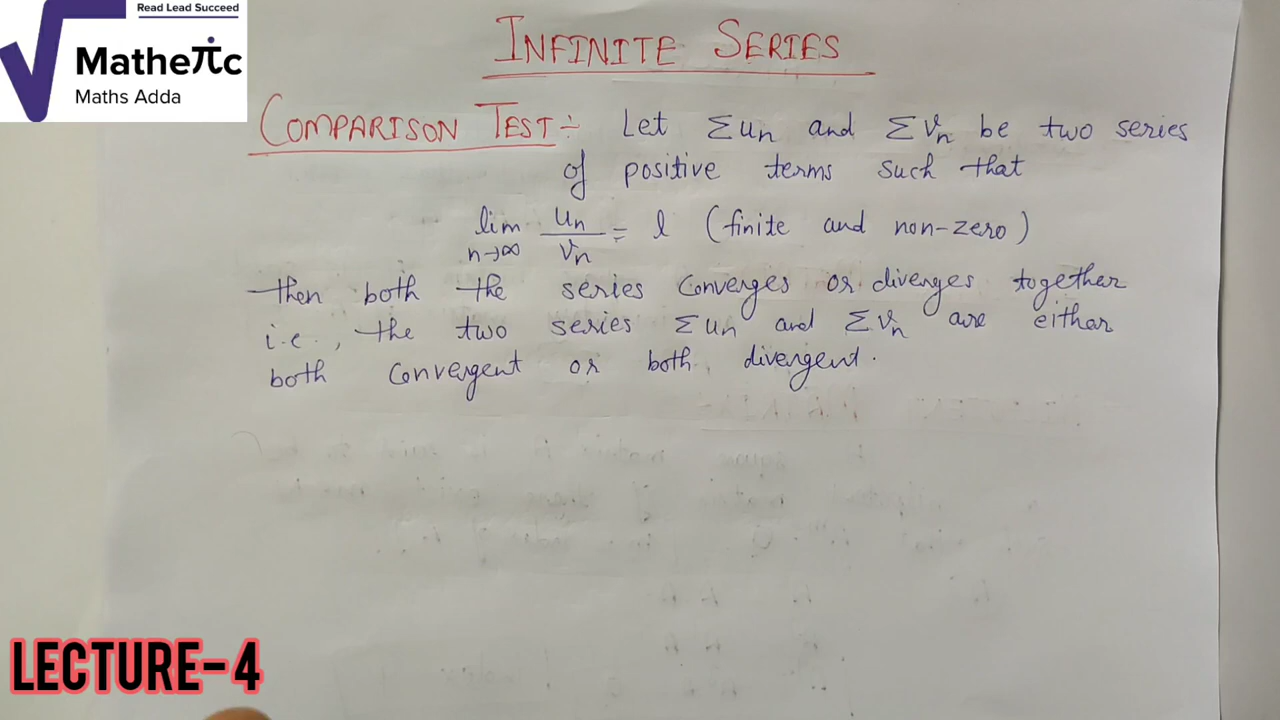 Read Lead Succeed
Matheπc
Maths Adda
INFINITE SERIES
COMPARISON TEST:- Let Σun and Σvn be two series
of positive terms such that
lim n→∞ un/vn = l (finite and non-zero)
then both the series converges or diverges together
i.e., the two series Σun and Σvn are either
both convergent or both divergent.
LECTURE-4